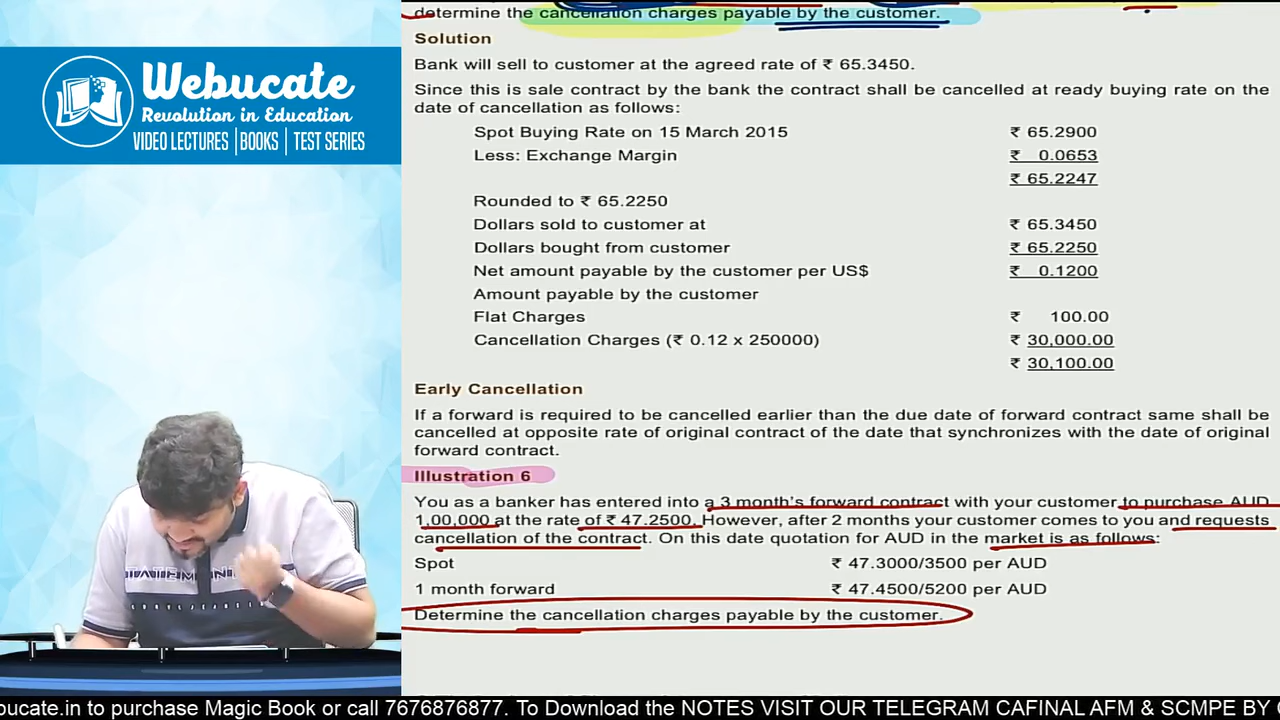 determine the cancellation charges payable by the customer.
Solution
Bank will sell to customer at the agreed rate of ₹ 65.3450.
Since this is sale contract by the bank the contract shall be cancelled at ready buying rate on the
date of cancellation as follows:
Spot Buying Rate on 15 March 2015 ₹ 65.2900
Less: Exchange Margin ₹ 0.0653
₹ 65.2247
Rounded to ₹ 65.2250
Dollars sold to customer at ₹ 65.3450
Dollars bought from customer ₹ 65.2250
Net amount payable by the customer per US$ ₹ 0.1200
Amount payable by the customer
Flat Charges ₹ 100.00
Cancellation Charges (₹ 0.12 x 250000) ₹ 30,000.00
₹ 30,100.00
Early Cancellation
If a forward is required to be cancelled earlier than the due date of forward contract same shall be
cancelled at opposite rate of original contract of the date that synchronizes with the date of original
forward contract.
Illustration 6
You as a banker has entered into a 3 month's forward contract with your customer to purchase AUD
1,00,000 at the rate of ₹ 47.2500. However, after 2 months your customer comes to you and requests
cancellation of the contract. On this date quotation for AUD in the market is as follows:
Spot ₹ 47.3000/3500 per AUD
1 month forward ₹ 47.4500/5200 per AUD
Determine the cancellation charges payable by the customer.
Webucate
Revolution in Education
VIDEO LECTURES | BOOKS | TEST SERIES
STATEMENT
bucate.in to purchase Magic Book or call 7676876877. To Download the NOTES VISIT OUR TELEGRAM CAFINAL AFM & SCMPE BY